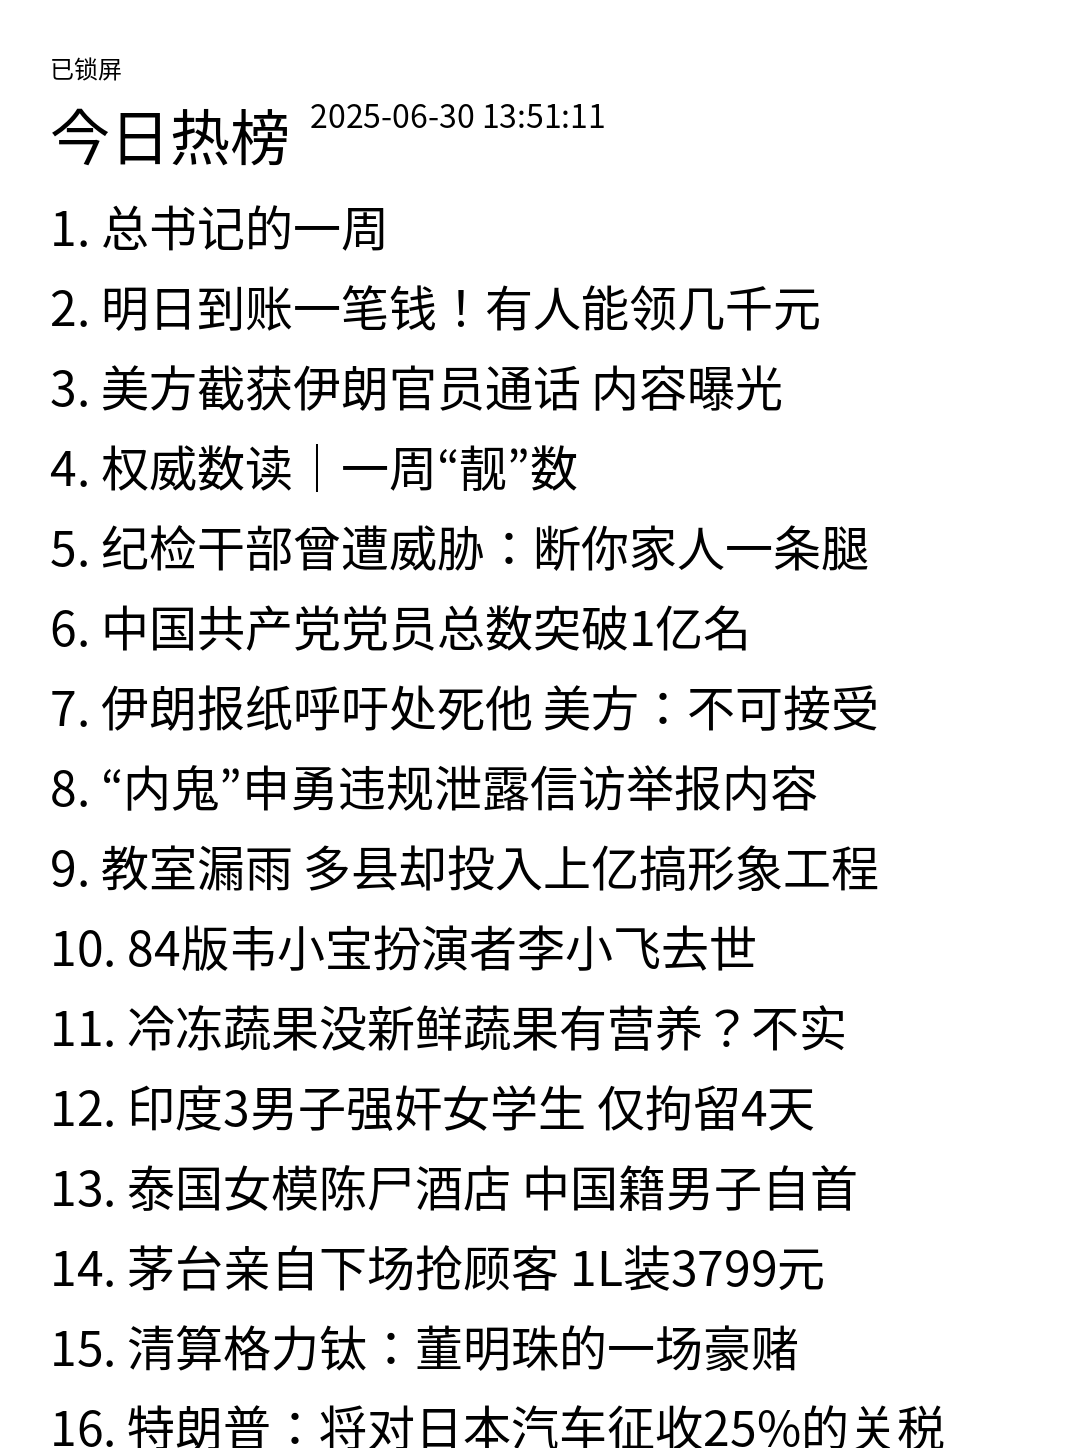 已锁屏
今日热榜 2025-06-30 13:51:11
1. 总书记的一周
2. 明日到账一笔钱！有人能领几千元
3. 美方截获伊朗官员通话 内容曝光
4. 权威数读｜一周“靓”数
5. 纪检干部曾遭威胁：断你家人一条腿
6. 中国共产党党员总数突破1亿名
7. 伊朗报纸呼吁处死他 美方：不可接受
8. “内鬼”申勇违规泄露信访举报内容
9. 教室漏雨 多县却投入上亿搞形象工程
10. 84版韦小宝扮演者李小飞去世
11. 冷冻蔬果没新鲜蔬果有营养？不实
12. 印度3男子强奸女学生 仅拘留4天
13. 泰国女模陈尸酒店 中国籍男子自首
14. 茅台亲自下场抢顾客 1L装3799元
15. 清算格力钛：董明珠的一场豪赌
16. 特朗普：将对日本汽车征收25%的关税